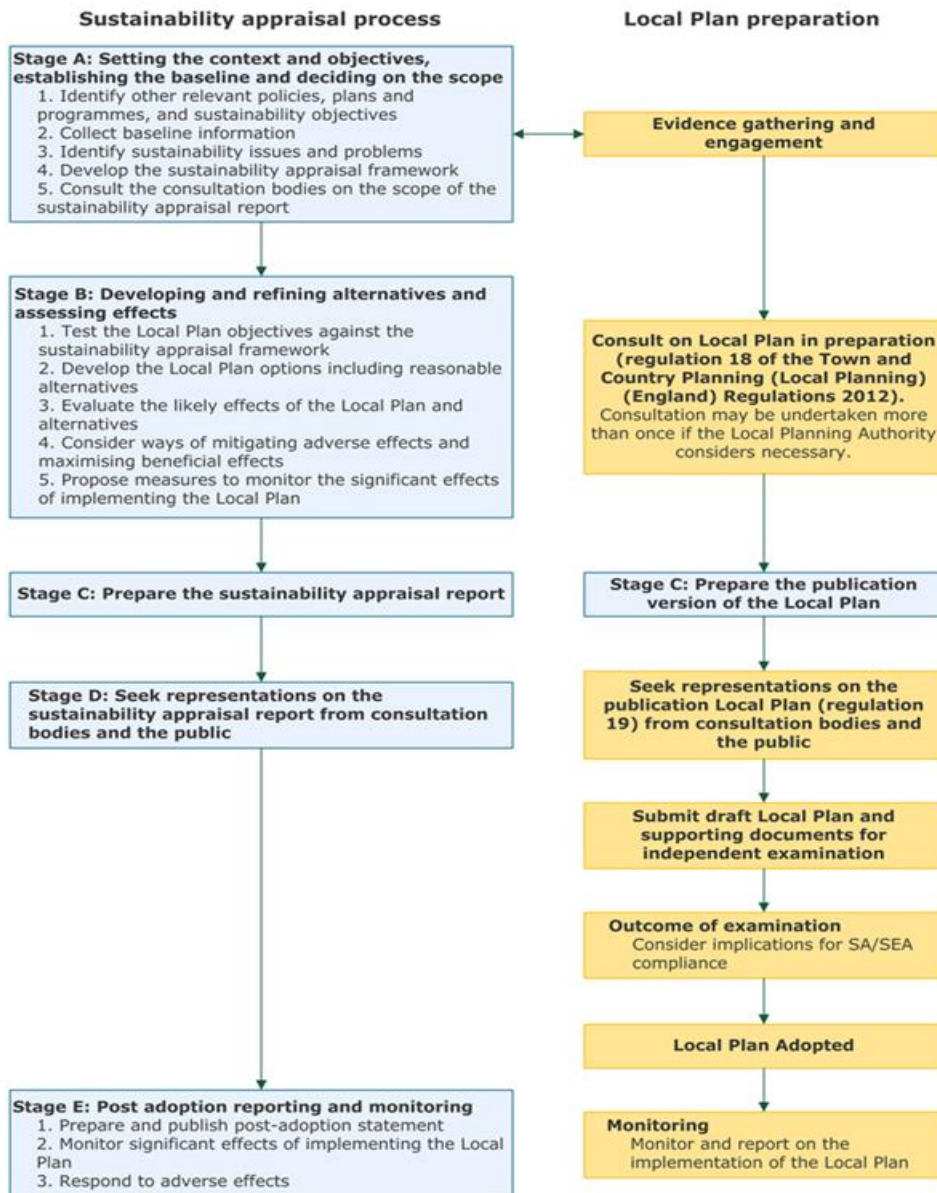 Sustainability appraisal process
Stage A: Setting the context and objectives,
establishing the baseline and deciding on the scope
1. Identify other relevant policies, plans and
programmes, and sustainability objectives
2. Collect baseline information
3. Identify sustainability issues and problems
4. Develop the sustainability appraisal framework
5. Consult the consultation bodies on the scope of the
sustainability appraisal report
Stage B: Developing and refining alternatives and
assessing effects
1. Test the Local Plan objectives against the
sustainability appraisal framework
2. Develop the Local Plan options including reasonable
alternatives
3. Evaluate the likely effects of the Local Plan and
alternatives
4. Consider ways of mitigating adverse effects and
maximising beneficial effects
5. Propose measures to monitor the significant effects
of implementing the Local Plan
Stage C: Prepare the sustainability appraisal report
Stage D: Seek representations on the
sustainability appraisal report from consultation
bodies and the public
Stage E: Post adoption reporting and monitoring
1. Prepare and publish post-adoption statement
2. Monitor significant effects of implementing the Local
Plan
3. Respond to adverse effects
Local Plan preparation
Evidence gathering and
engagement
Consult on Local Plan in preparation
(regulation 18 of the Town and
Country Planning (Local Planning)
(England) Regulations 2012).
Consultation may be undertaken more
than once if the Local Planning Authority
considers necessary.
Stage C: Prepare the publication
version of the Local Plan
Seek representations on the
publication Local Plan (regulation
19) from consultation bodies and
the public
Submit draft Local Plan and
supporting documents for
independent examination
Outcome of examination
Consider implications for SA/SEA
compliance
Local Plan Adopted
Monitoring
Monitor and report on the
implementation of the Local Plan